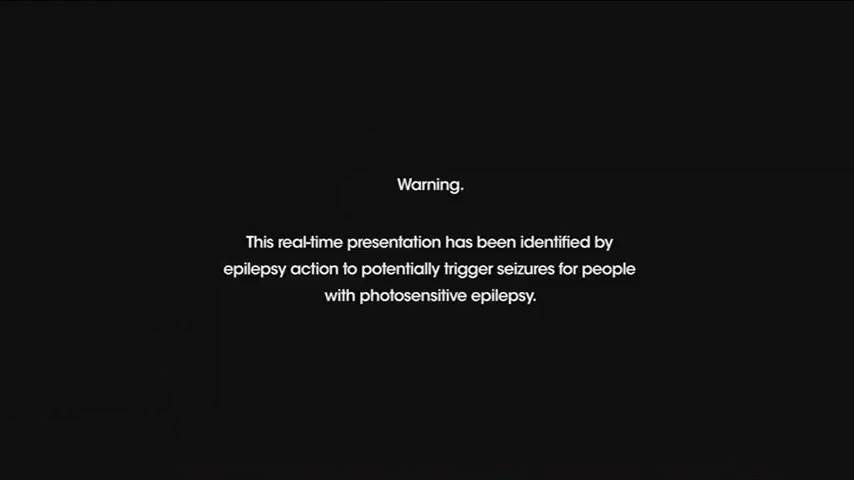 Warning.
This real-time presentation has been identified by
epilepsy action to potentially trigger seizures for people
with photosensitive epilepsy.